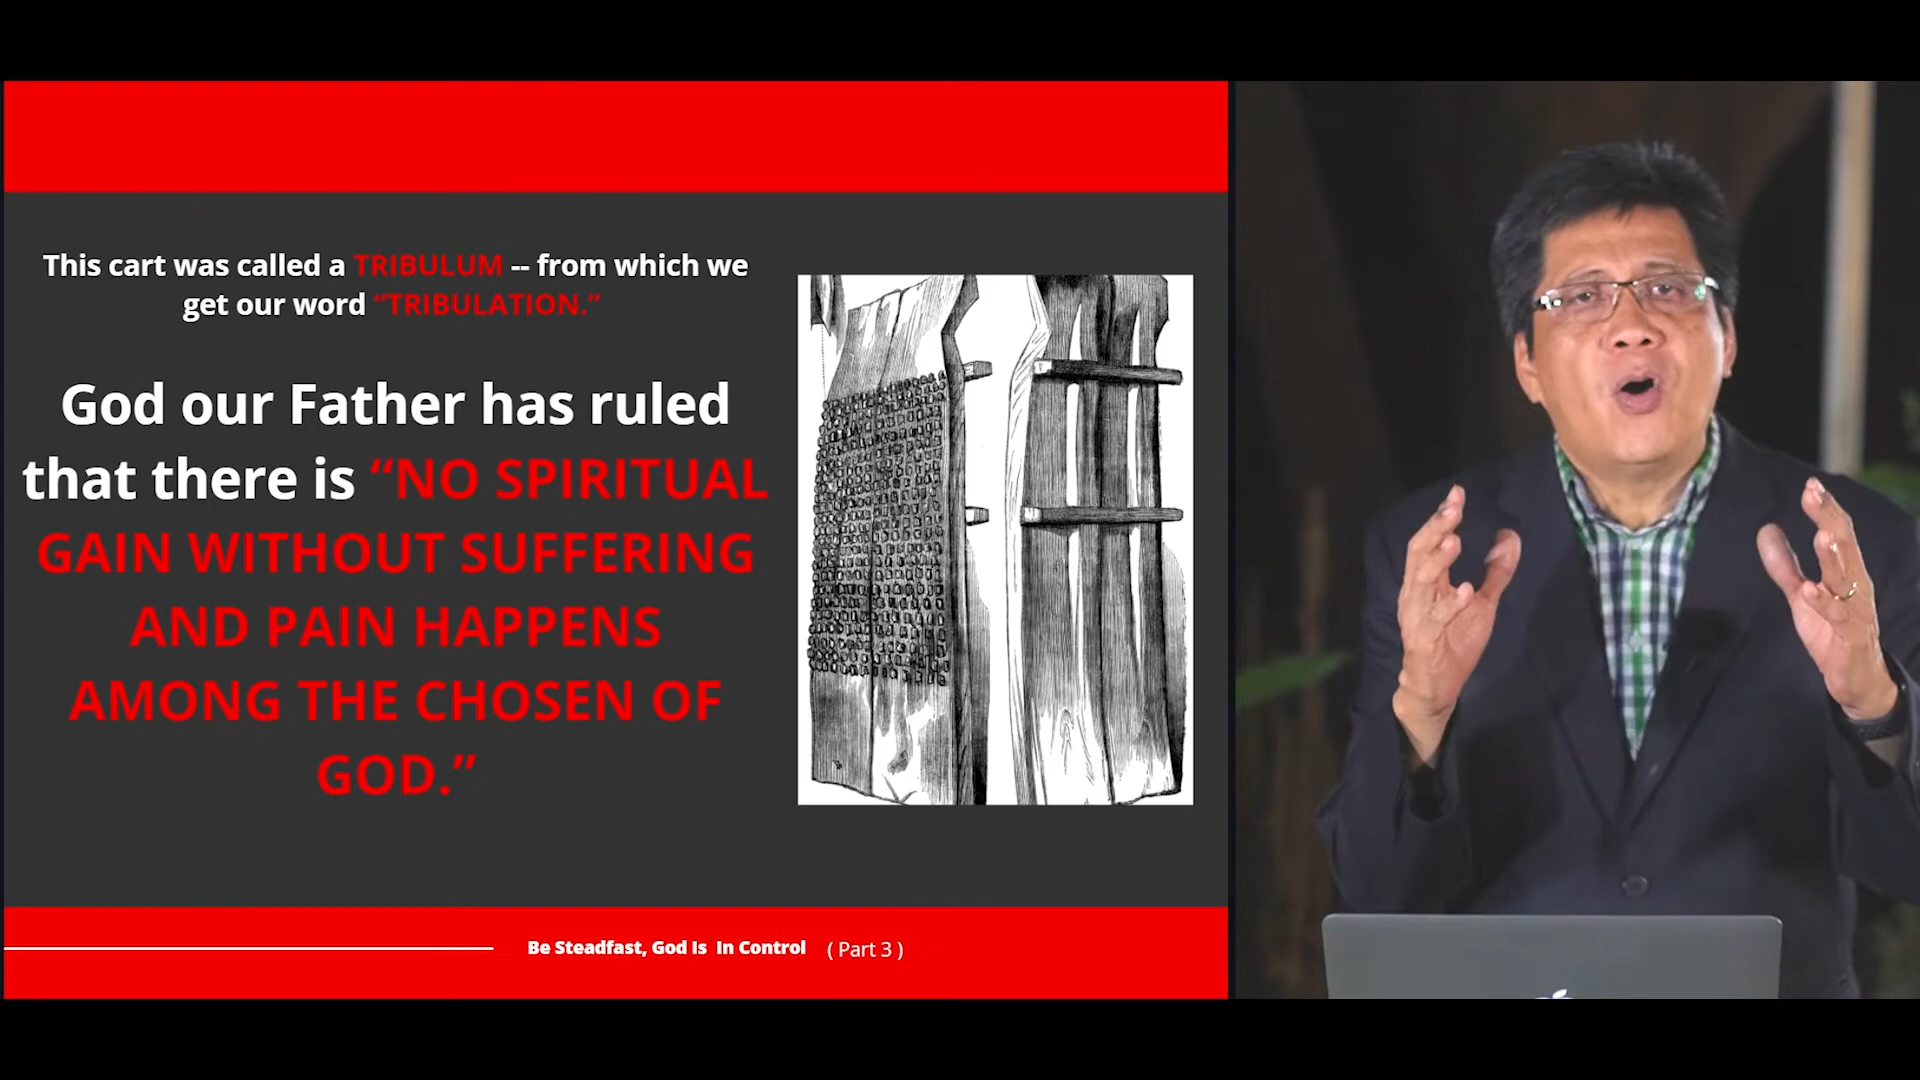 This cart was called a TRIBULUM -- from which we
get our word “TRIBULATION.”
God our Father has ruled
that there is “NO SPIRITUAL
GAIN WITHOUT SUFFERING
AND PAIN HAPPENS
AMONG THE CHOSEN OF
GOD.”
Be Steadfast, God Is In Control ( Part 3 )